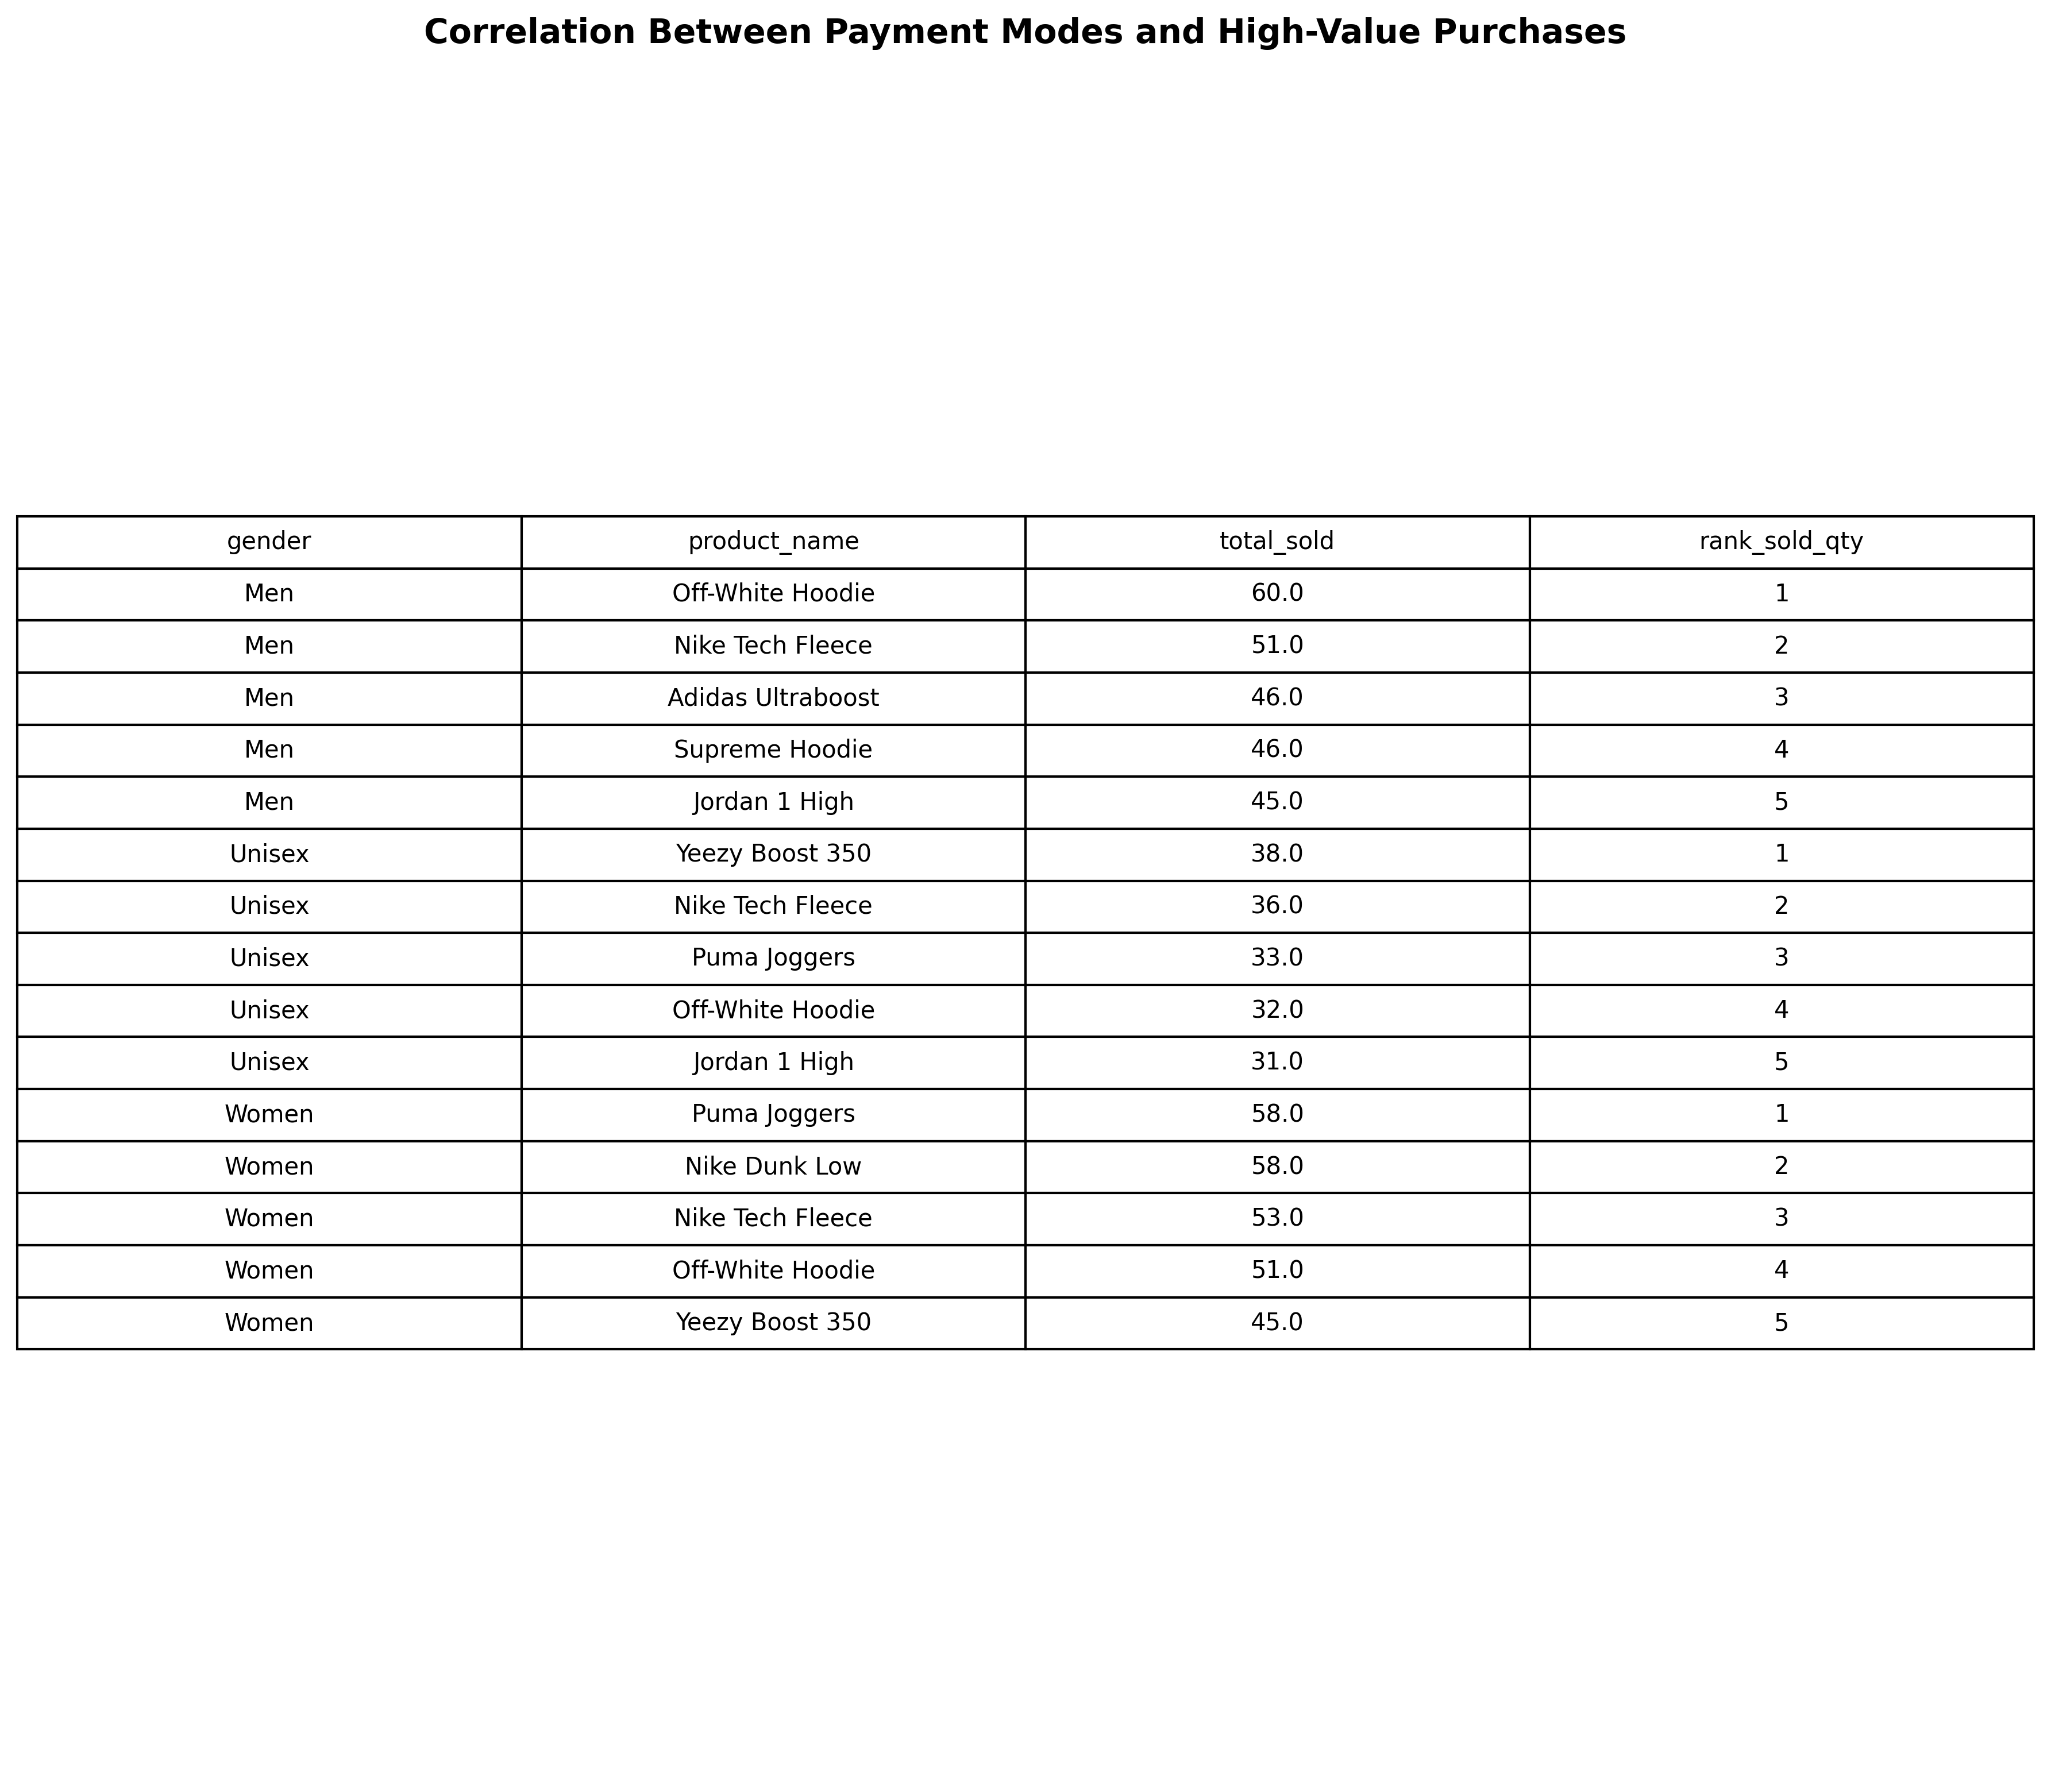 Correlation Between Payment Modes and High-Value Purchases
gender product_name total_sold rank_sold_qty
Men Off-White Hoodie 60.0 1
Men Nike Tech Fleece 51.0 2
Men Adidas Ultraboost 46.0 3
Men Supreme Hoodie 46.0 4
Men Jordan 1 High 45.0 5
Unisex Yeezy Boost 350 38.0 1
Unisex Nike Tech Fleece 36.0 2
Unisex Puma Joggers 33.0 3
Unisex Off-White Hoodie 32.0 4
Unisex Jordan 1 High 31.0 5
Women Puma Joggers 58.0 1
Women Nike Dunk Low 58.0 2
Women Nike Tech Fleece 53.0 3
Women Off-White Hoodie 51.0 4
Women Yeezy Boost 350 45.0 5